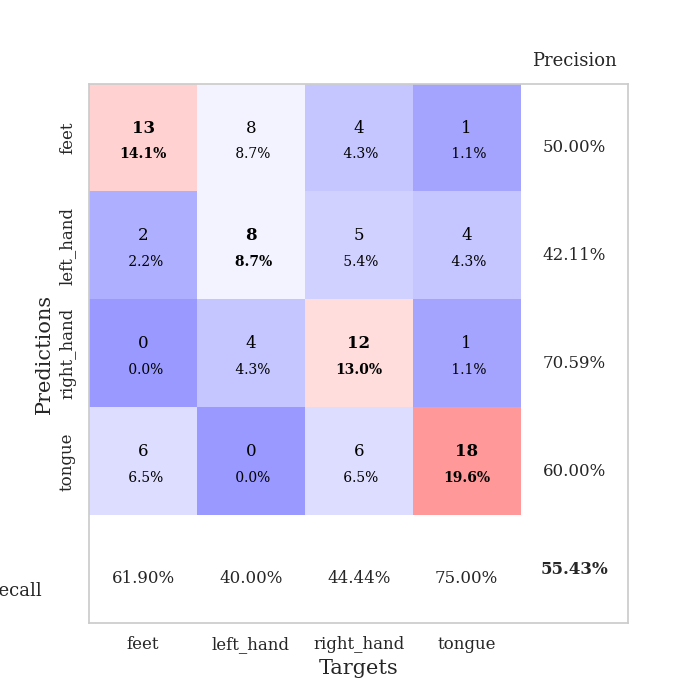 Precision
feet
13 8 4 1 50.00%
14.1% 8.7% 4.3% 1.1%
left_hand
2 8 5 4 42.11%
2.2% 8.7% 5.4% 4.3%
Predictions
right_hand
0 4 12 1 70.59%
0.0% 4.3% 13.0% 1.1%
tongue
6 0 6 18 60.00%
6.5% 0.0% 6.5% 19.6%
ecall 61.90% 40.00% 44.44% 75.00% 55.43%
feet left_hand right_hand tongue
Targets